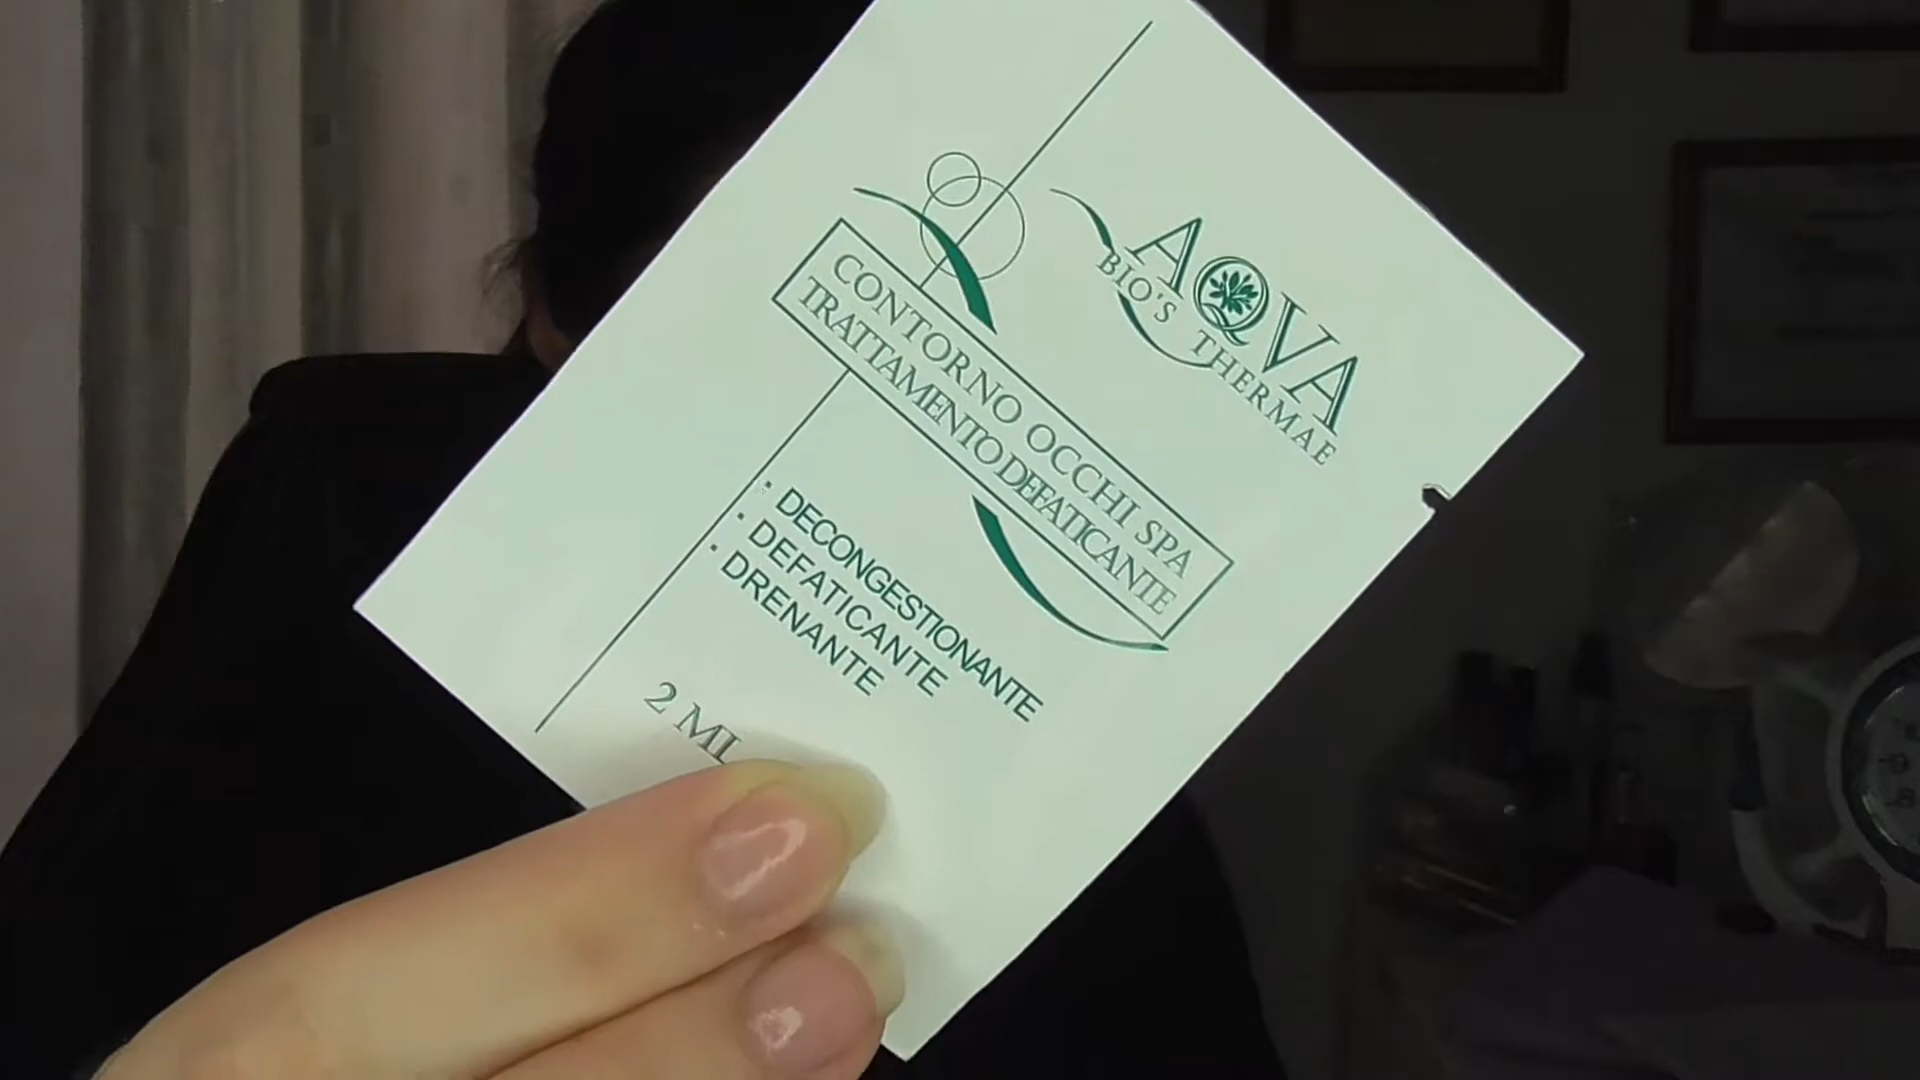 AQVA
BIO'S THERMAE
CONTORNO OCCHI SPA
TRATTAMENTO DEFATICANTE
· DECONGESTIONANTE
· DEFATICANTE
· DRENANTE
2 ML